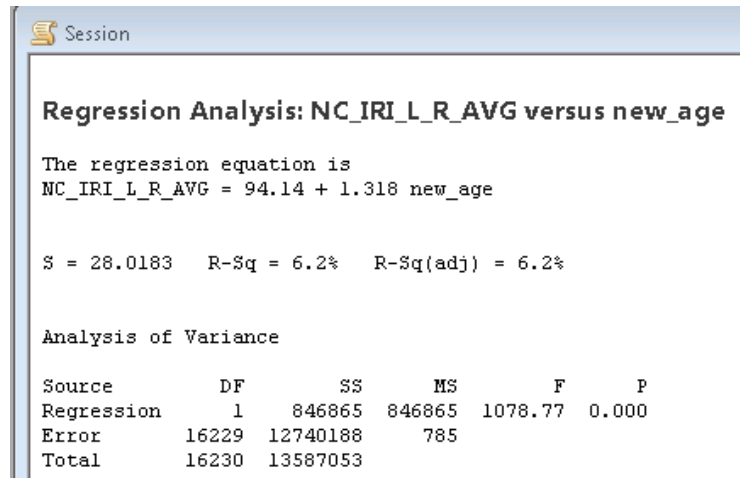 Session
Regression Analysis: NC_IRI_L_R_AVG versus new_age
The regression equation is
NC_IRI_L_R_AVG = 94.14 + 1.318 new_age
S = 28.0183 R-Sq = 6.2% R-Sq(adj) = 6.2%
Analysis of Variance
Source DF SS MS F P
Regression 1 846865 846865 1078.77 0.000
Error 16229 12740188 785
Total 16230 13587053